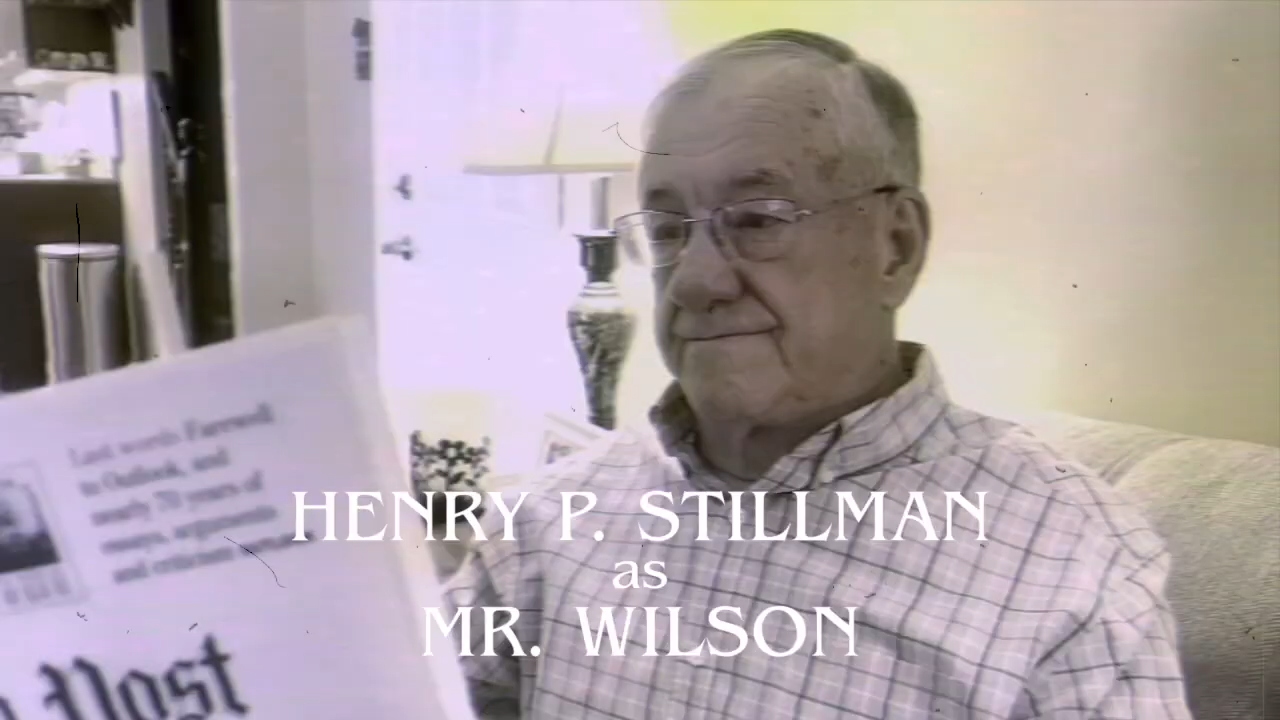 Last words Farewell
to Outlook, and
nearly 70 years of
essays, arguments
and criticism
Post
HENRY P. STILLMAN
as
MR. WILSON